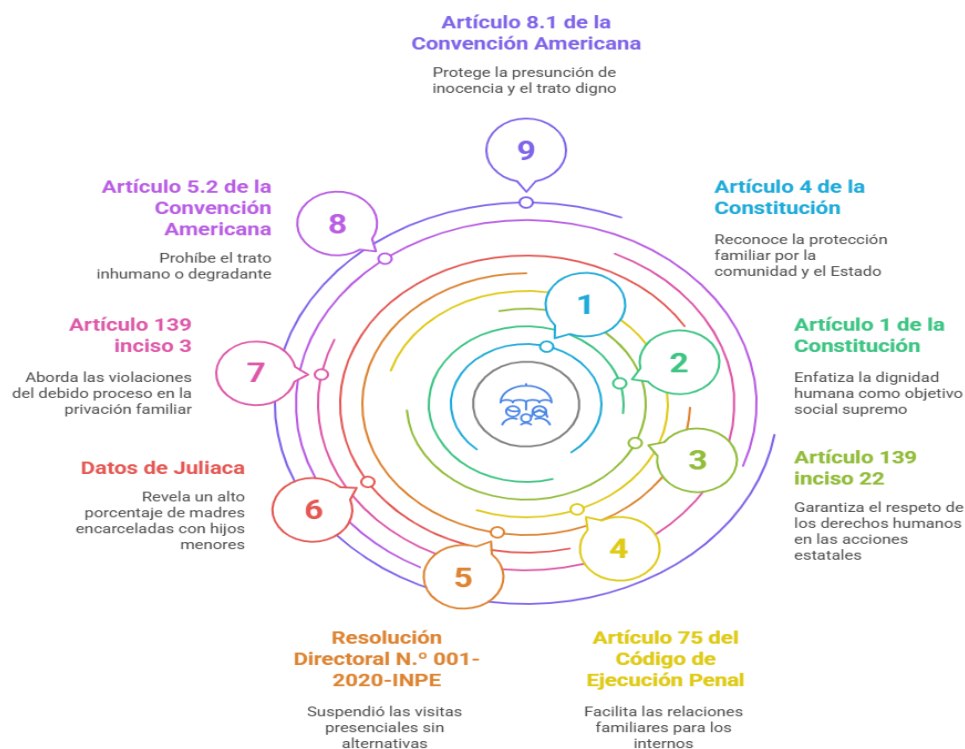 Artículo 8.1 de la
Convención Americana
Protege la presunción de
inocencia y el trato digno
9
Artículo 5.2 de la
Convención
Americana
Prohíbe el trato
inhumano o degradante
8
Artículo 4 de la
Constitución
Reconoce la protección
familiar por la
comunidad y el Estado
1
Artículo 139
inciso 3
Aborda las violaciones
del debido proceso en la
privación familiar
7
Artículo 1 de la
Constitución
Enfatiza la dignidad
humana como objetivo
social supremo
2
Datos de Juliaca
Revela un alto
porcentaje de madres
encarceladas con hijos
menores
6
Artículo 139
inciso 22
Garantiza el respeto de
los derechos humanos
en las acciones
estatales
3
5
4
Resolución
Directoral N.º 001-
2020-INPE
Suspendió las visitas
presenciales sin
alternativas
Artículo 75 del
Código de
Ejecución Penal
Facilita las relaciones
familiares para los
internos